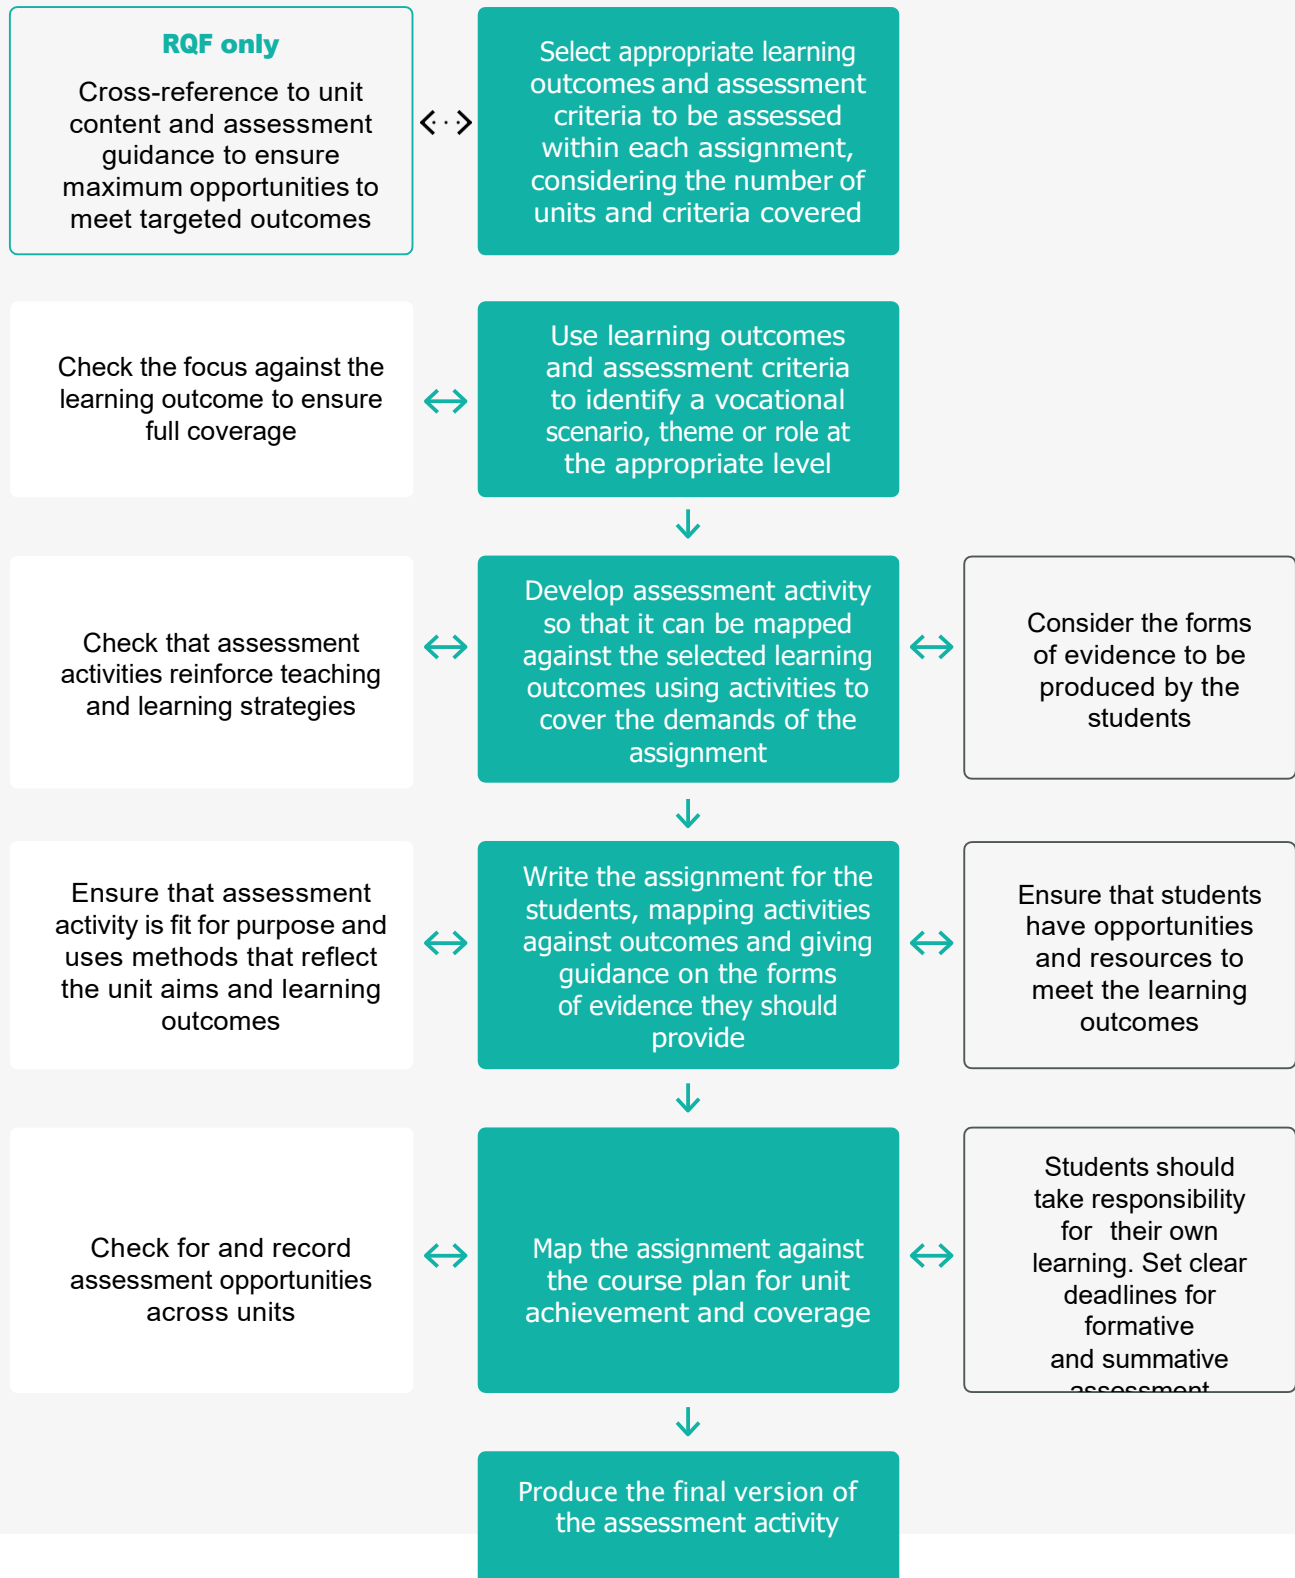 RQF only
Cross-reference to unit
content and assessment
guidance to ensure
maximum opportunities to
meet targeted outcomes
Select appropriate learning
outcomes and assessment
criteria to be assessed
within each assignment,
considering the number of
units and criteria covered
Check the focus against the
learning outcome to ensure
full coverage
Use learning outcomes
and assessment criteria
to identify a vocational
scenario, theme or role at
the appropriate level
Check that assessment
activities reinforce teaching
and learning strategies
Develop assessment activity
so that it can be mapped
against the selected learning
outcomes using activities to
cover the demands of the
assignment
Consider the forms
of evidence to be
produced by the
students
Ensure that assessment
activity is fit for purpose and
uses methods that reflect
the unit aims and learning
outcomes
Write the assignment for the
students, mapping activities
against outcomes and giving
guidance on the forms
of evidence they should
provide
Ensure that students
have opportunities
and resources to
meet the learning
outcomes
Check for and record
assessment opportunities
across units
Map the assignment against
the course plan for unit
achievement and coverage
Students should
take responsibility
for their own
learning. Set clear
deadlines for
formative
and summative
assessment
Produce the final version of
the assessment activity